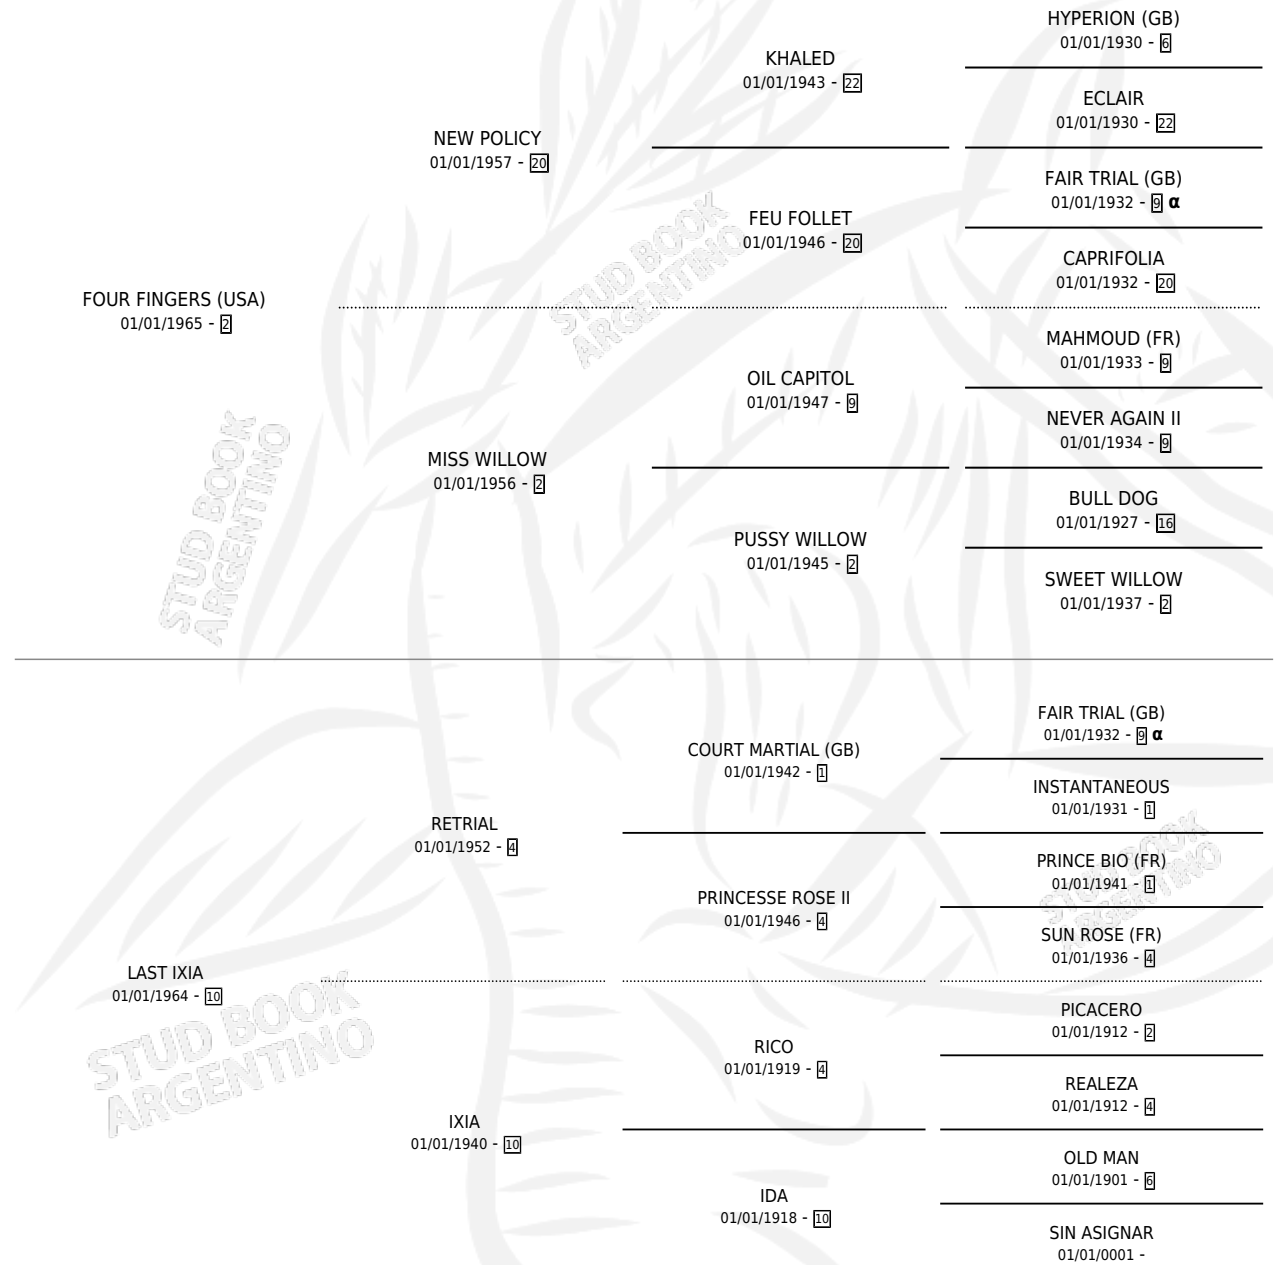 HYPERION (GB)
01/01/1930 - 6
KHALED
01/01/1943 - 22
ECLAIR
01/01/1930 - 22
NEW POLICY
01/01/1957 - 20
FAIR TRIAL (GB)
01/01/1932 - 9 α
FEU FOLLET
01/01/1946 - 20
CAPRIFOLIA
01/01/1932 - 20
FOUR FINGERS (USA)
01/01/1965 - 2
MAHMOUD (FR)
01/01/1933 - 9
OIL CAPITOL
01/01/1947 - 9
NEVER AGAIN II
01/01/1934 - 9
MISS WILLOW
01/01/1956 - 2
BULL DOG
01/01/1927 - 16
PUSSY WILLOW
01/01/1945 - 2
SWEET WILLOW
01/01/1937 - 2
FAIR TRIAL (GB)
01/01/1932 - 9 α
COURT MARTIAL (GB)
01/01/1942 - 1
INSTANTANEOUS
01/01/1931 - 1
RETRIAL
01/01/1952 - 4
PRINCE BIO (FR)
01/01/1941 - 1
PRINCESSE ROSE II
01/01/1946 - 4
SUN ROSE (FR)
01/01/1936 - 4
LAST IXIA
01/01/1964 - 10
PICACERO
01/01/1912 - 2
RICO
01/01/1919 - 4
REALEZA
01/01/1912 - 4
IXIA
01/01/1940 - 10
OLD MAN
01/01/1901 - 6
IDA
01/01/1918 - 10
SIN ASIGNAR
01/01/0001 -
STUD BOOK
ARGENTINO
STUD BOOK
ARGENTINO
STUD BOOK
ARGENTINO
STUD BOOK
ARGENTINO